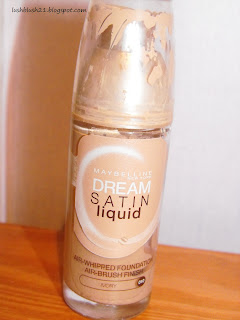 lushblush21.blogspot.com
MAYBELLINE
DREAM
SATIN
liquid
AIR-WHIPPED FOUNDATION
AIR-BRUSH FINISH
IVORY